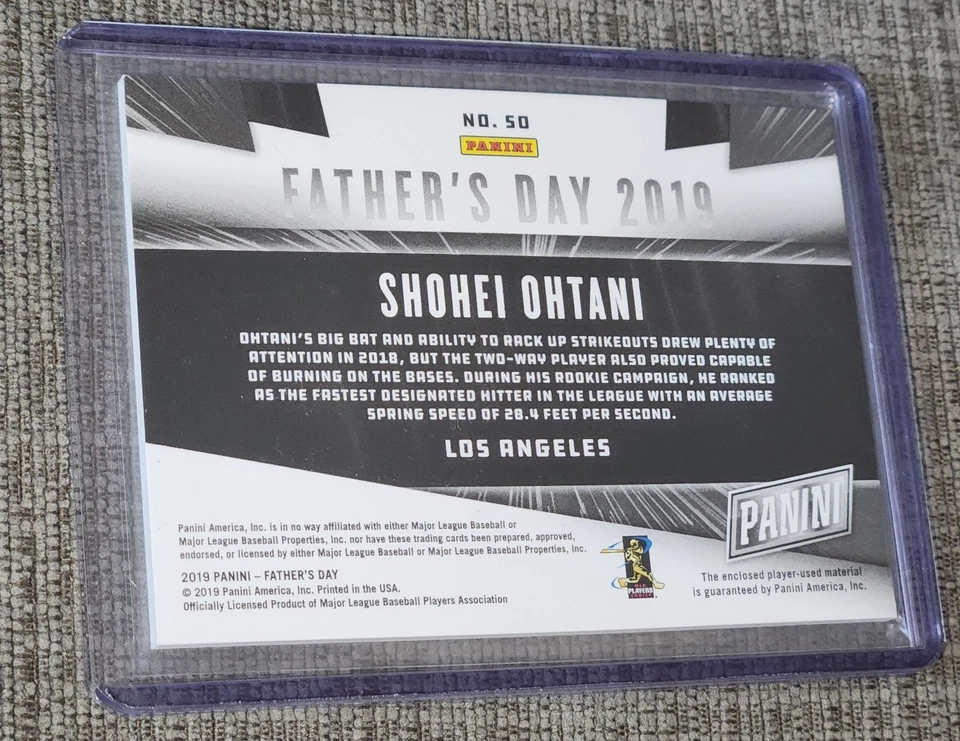 NO. 50
PANINI
FATHER'S DAY 2019
SHOHEI OHTANI
OHTANI'S BIG BAT AND ABILITY TO RACK UP STRIKEOUTS DREW PLENTY OF
ATTENTION IN 2018, BUT THE TWO-WAY PLAYER ALSO PROVED CAPABLE
OF BURNING ON THE BASES. DURING HIS ROOKIE CAMPAIGN, HE RANKED
AS THE FASTEST DESIGNATED HITTER IN THE LEAGUE WITH AN AVERAGE
SPRING SPEED OF 28.4 FEET PER SECOND.
LOS ANGELES
PANINI
Panini America, Inc. is in no way affiliated with either Major League Baseball or
Major League Baseball Properties, Inc. nor have these trading cards been prepared, approved,
endorsed, or licensed by either Major League Baseball or Major League Baseball Properties, Inc.
2019 PANINI – FATHER'S DAY
© 2019 Panini America, Inc. Printed in the USA.
Officially Licensed Product of Major League Baseball Players Association
MLB
PLAYERS
CHOICE
The enclosed player-used material
is guaranteed by Panini America, Inc.